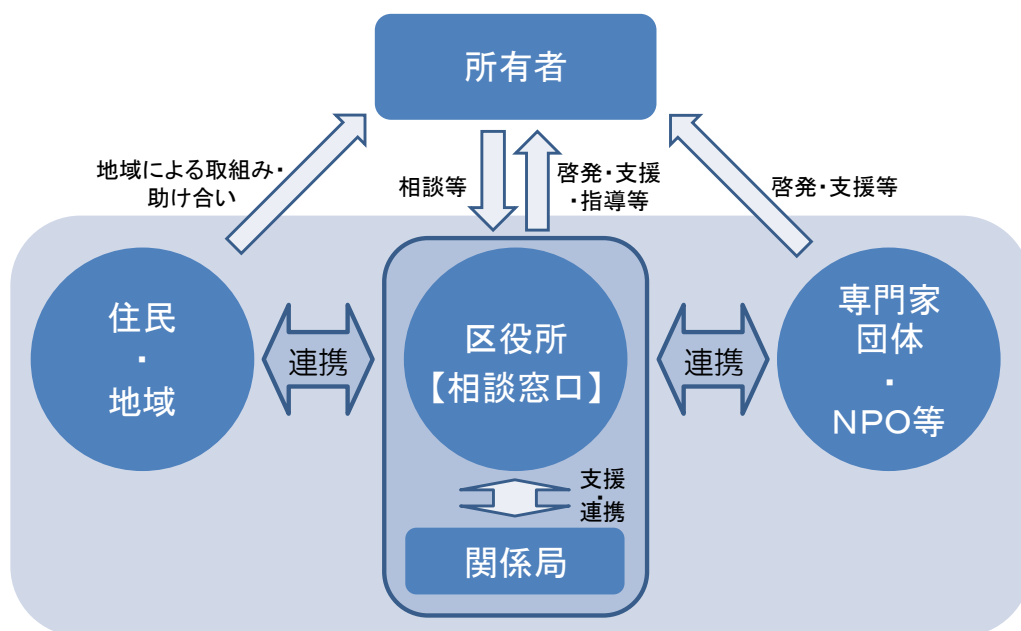 所有者
地域による取組み・
助け合い
相談等
啓発・支援
・指導等
啓発・支援等
住民
・
地域
連携
区役所
【相談窓口】
連携
専門家
団体
・
ＮＰＯ等
支援
・
連携
関係局